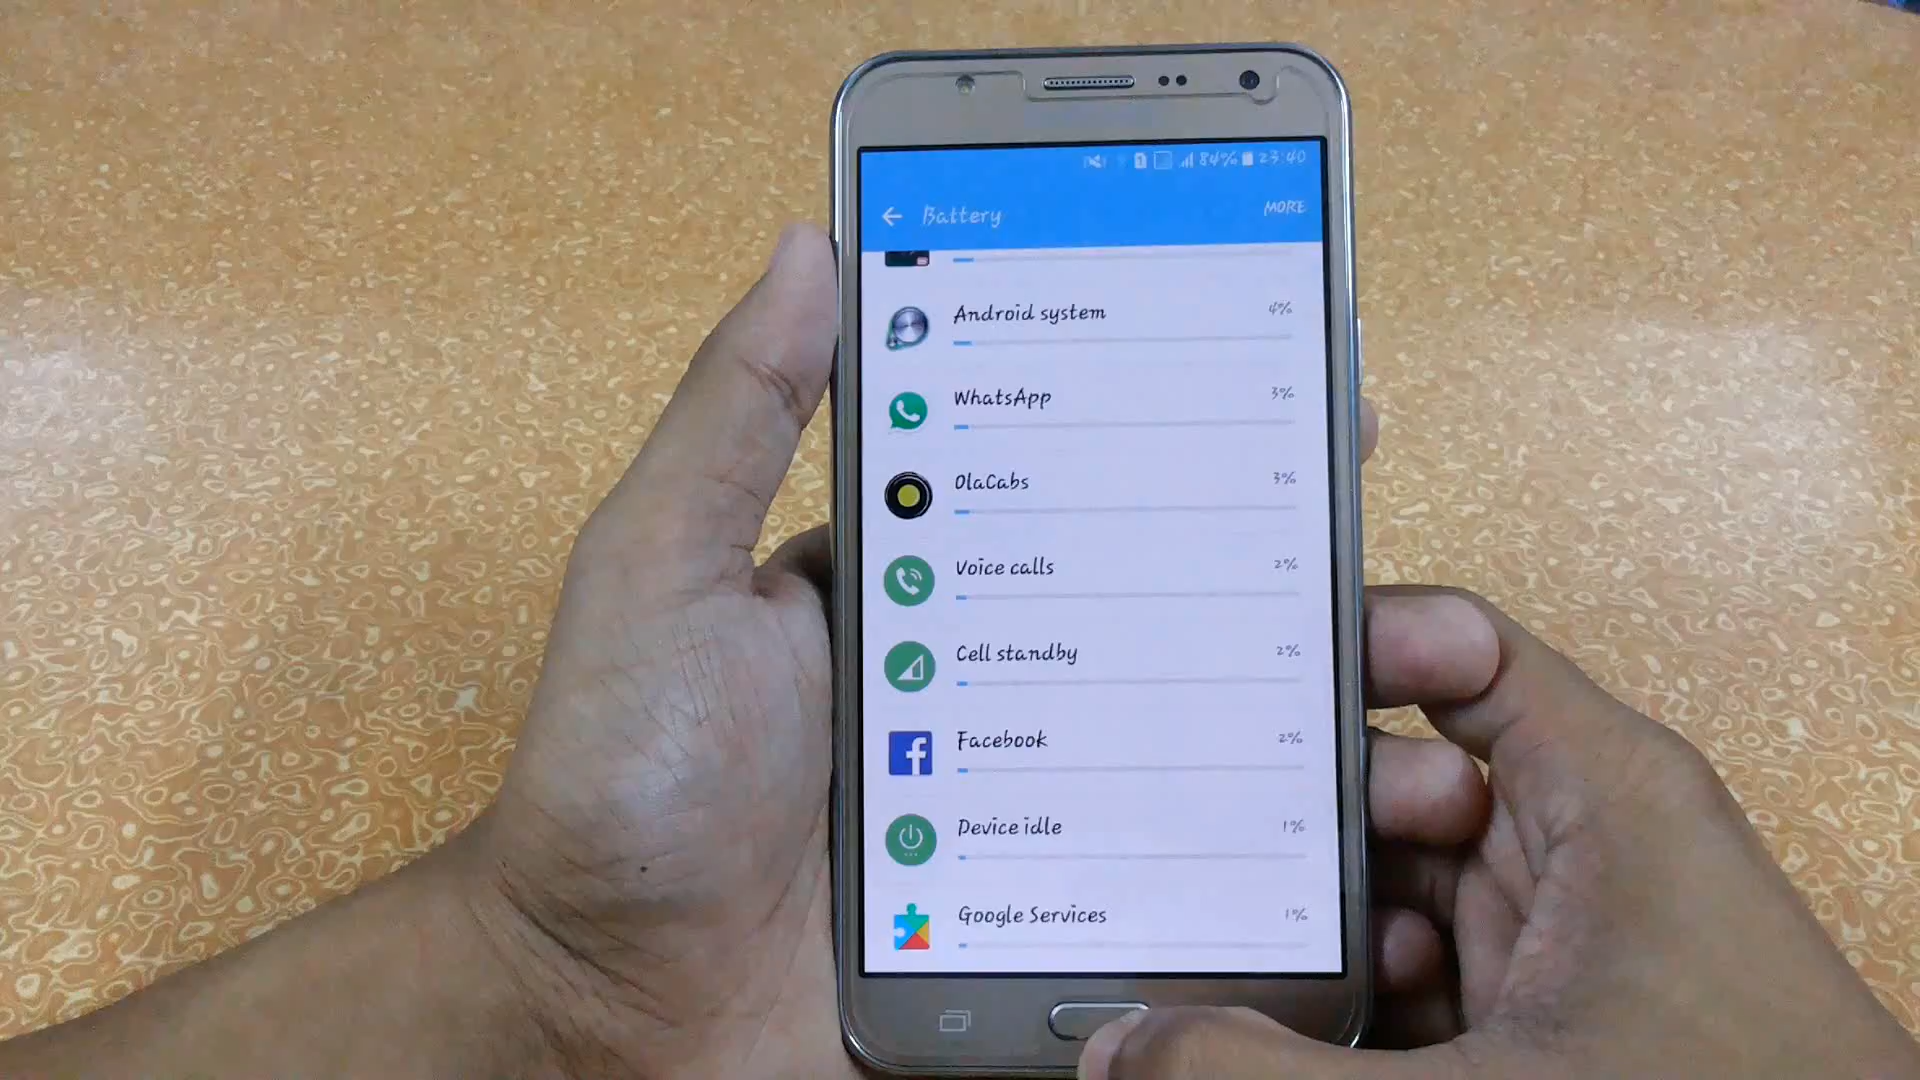 84% 23:40
Battery MORE
Android system 4%
WhatsApp 3%
OlaCabs 3%
Voice calls 2%
Cell standby 2%
Facebook 2%
Device idle 1%
Google Services 1%